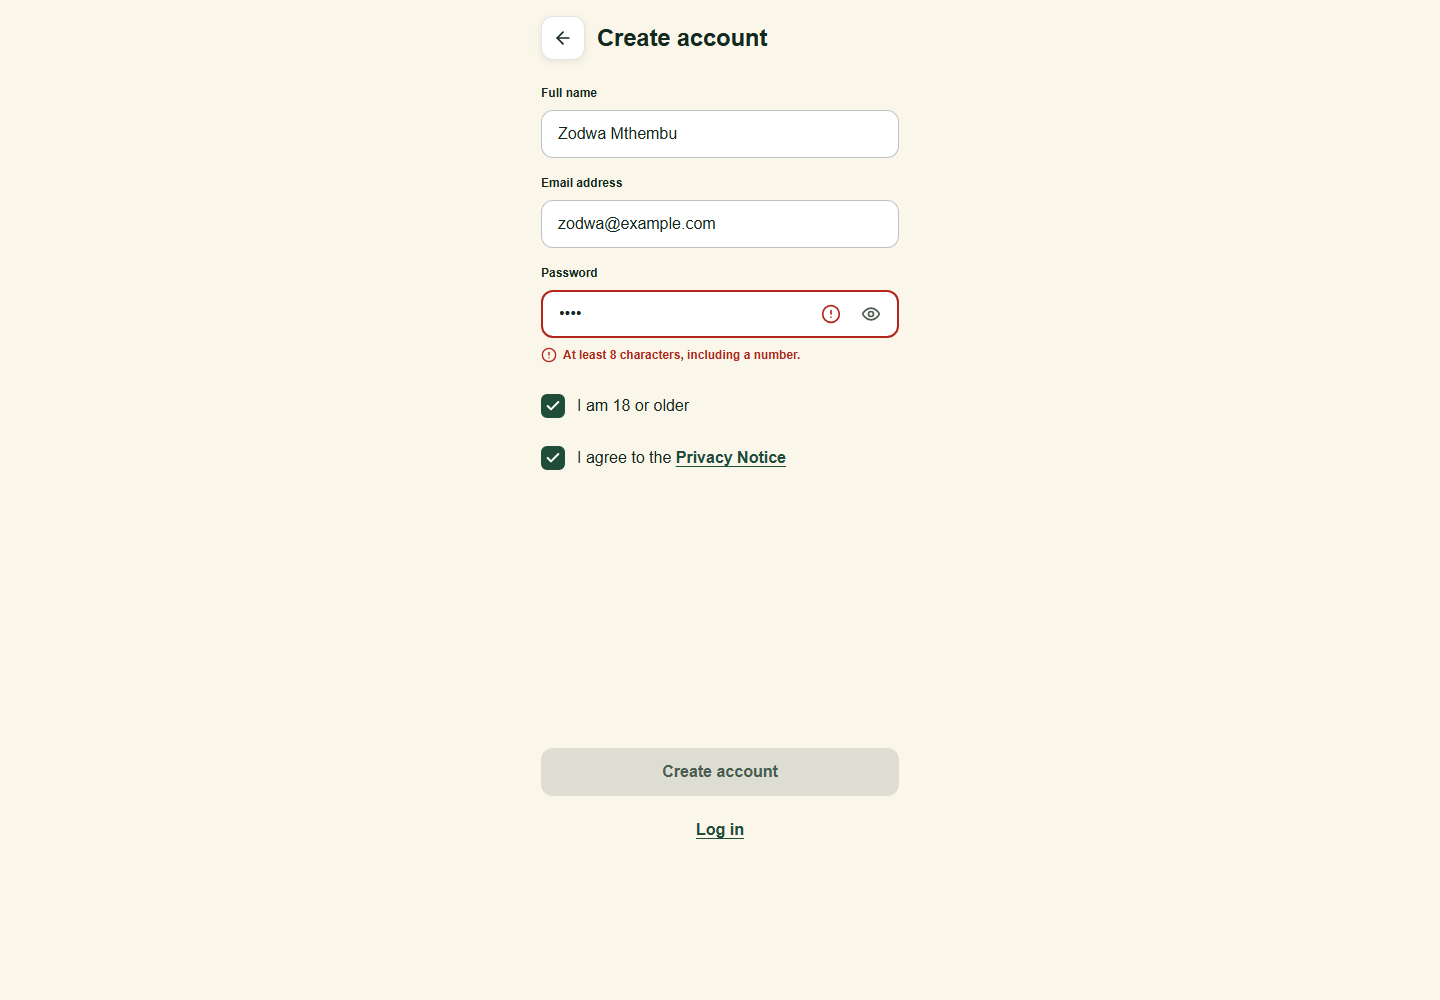 Create account
Full name
Zodwa Mthembu
Email address
zodwa@example.com
Password
••••
At least 8 characters, including a number.
I am 18 or older
I agree to the Privacy Notice
Create account
Log in